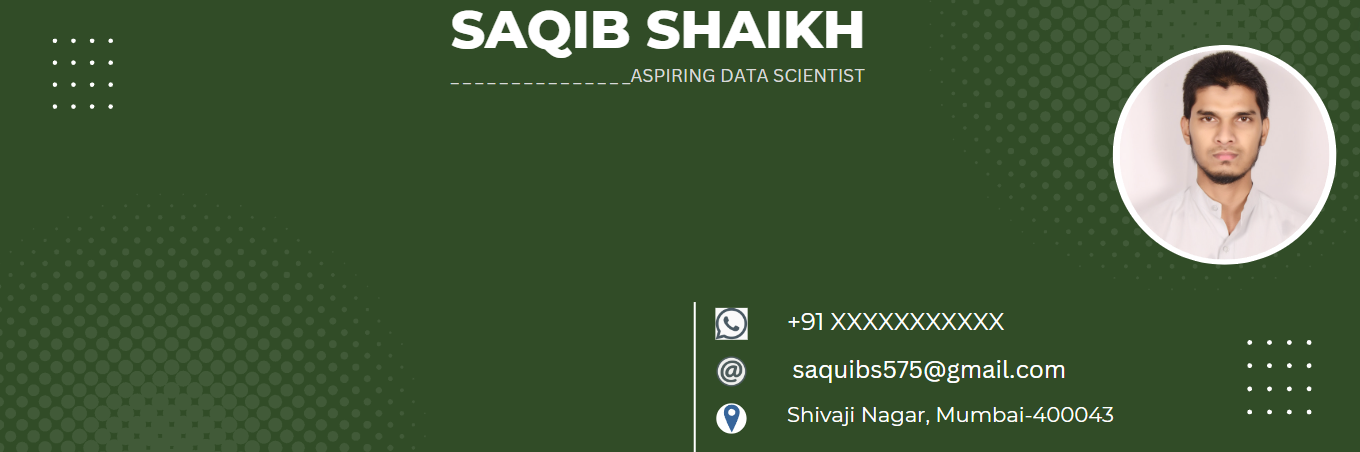 SAQIB SHAIKH
_______________ASPIRING DATA SCIENTIST
+91 XXXXXXXXXXX
saquibs575@gmail.com
Shivaji Nagar, Mumbai-400043